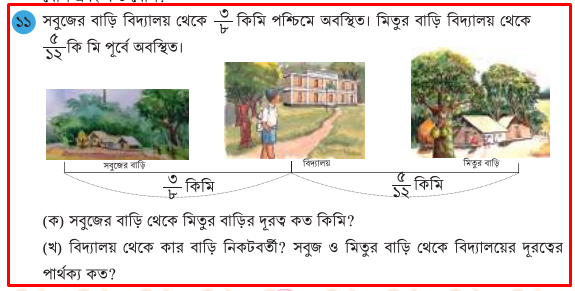 ১১ সবুজের বাড়ি বিদ্যালয় থেকে ৩/৮ কিমি পশ্চিমে অবস্থিত। মিতুর বাড়ি বিদ্যালয় থেকে
৫/১২ কি মি পূর্বে অবস্থিত।
সবুজের বাড়ি
বিদ্যালয়
মিতুর বাড়ি
৩/৮ কিমি
৫/১২ কিমি
(ক) সবুজের বাড়ি থেকে মিতুর বাড়ির দূরত্ব কত কিমি?
(খ) বিদ্যালয় থেকে কার বাড়ি নিকটবর্তী? সবুজ ও মিতুর বাড়ি থেকে বিদ্যালয়ের দূরত্বের
পার্থক্য কত?